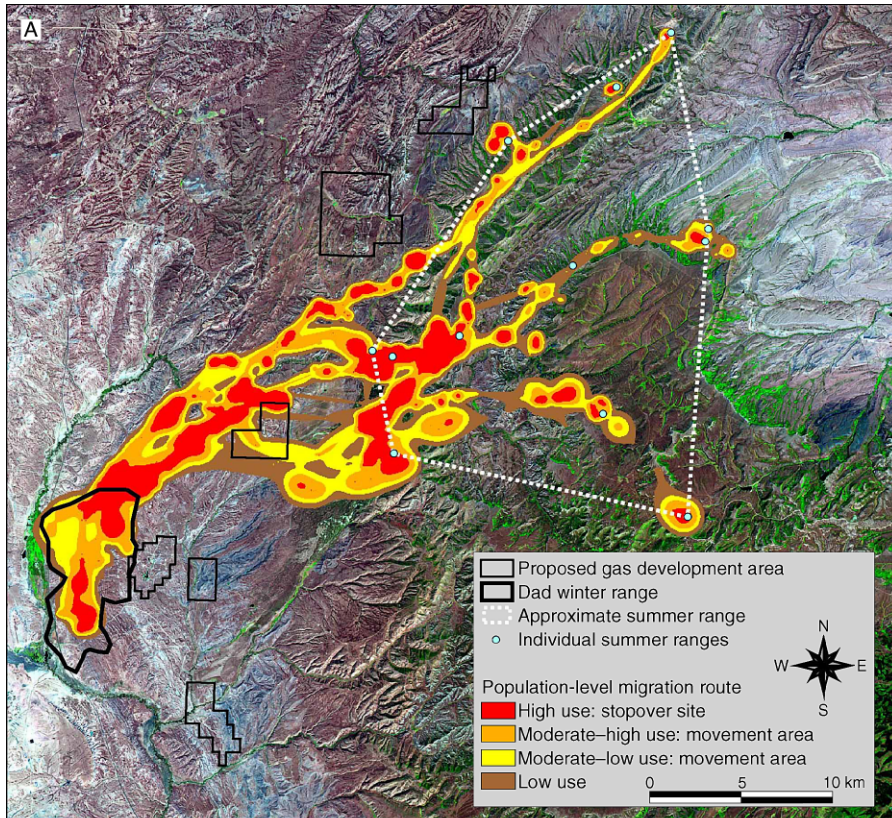 A
Proposed gas development area
Dad winter range
Approximate summer range
Individual summer ranges
N
W E
S
Population-level migration route
High use: stopover site
Moderate–high use: movement area
Moderate–low use: movement area
Low use
0 5 10 km